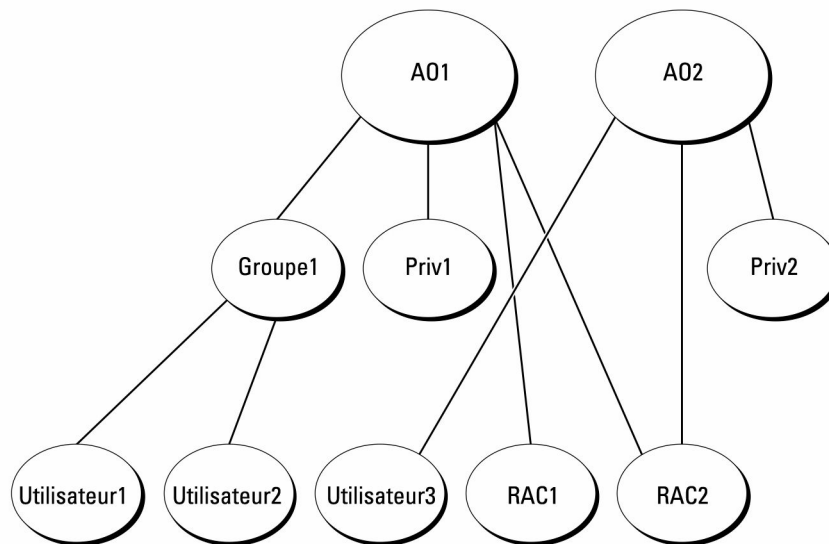 AO1
AO2
Groupe1
Priv1
Priv2
Utilisateur1
Utilisateur2
Utilisateur3
RAC1
RAC2